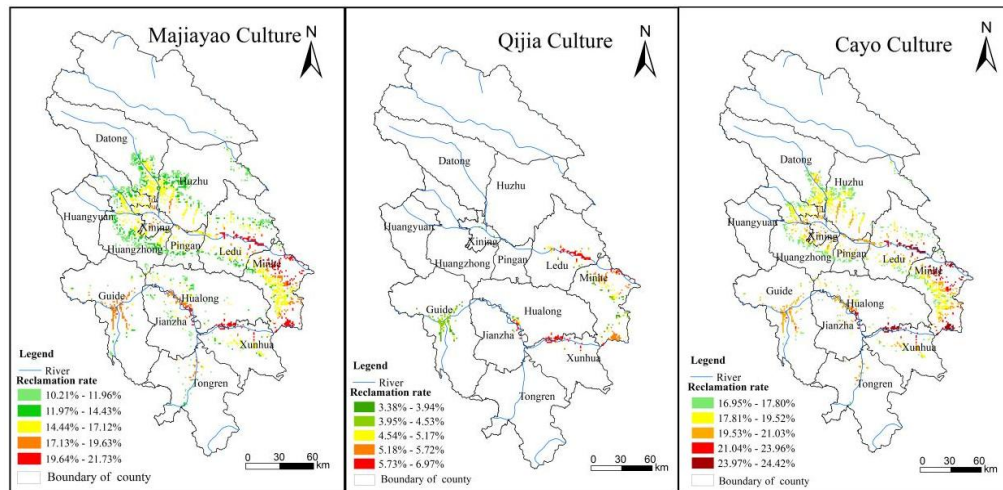 Majiayao Culture
N
Datong
Huzhu
Huangyuan
Xining
Huangzhong
Pingan
Ledu
Minhe
Guide
Hualong
Jianzha
Xunhua
Tongren
Legend
River
Reclamation rate
10.21% - 11.96%
11.97% - 14.43%
14.44% - 17.12%
17.13% - 19.63%
19.64% - 21.73%
Boundary of county
0 30 60
km
Qijia Culture
N
Datong
Huzhu
Huangyuan
Xining
Huangzhong
Pingan
Ledu
Minhe
Guide
Hualong
Jianzha
Xunhua
Tongren
Legend
River
Reclamation rate
3.38% - 3.94%
3.95% - 4.53%
4.54% - 5.17%
5.18% - 5.72%
5.73% - 6.97%
Boundary of county
0 30 60
km
Cayo Culture
N
Datong
Huzhu
Huangyuan
Xining
Huangzhong
Pingan
Ledu
Minhe
Guide
Hualong
Jianzha
Xunhua
Tongren
Legend
River
Reclamation rate
16.95% - 17.80%
17.81% - 19.52%
19.53% - 21.03%
21.04% - 23.96%
23.97% - 24.42%
Boundary of county
0 30 60
km